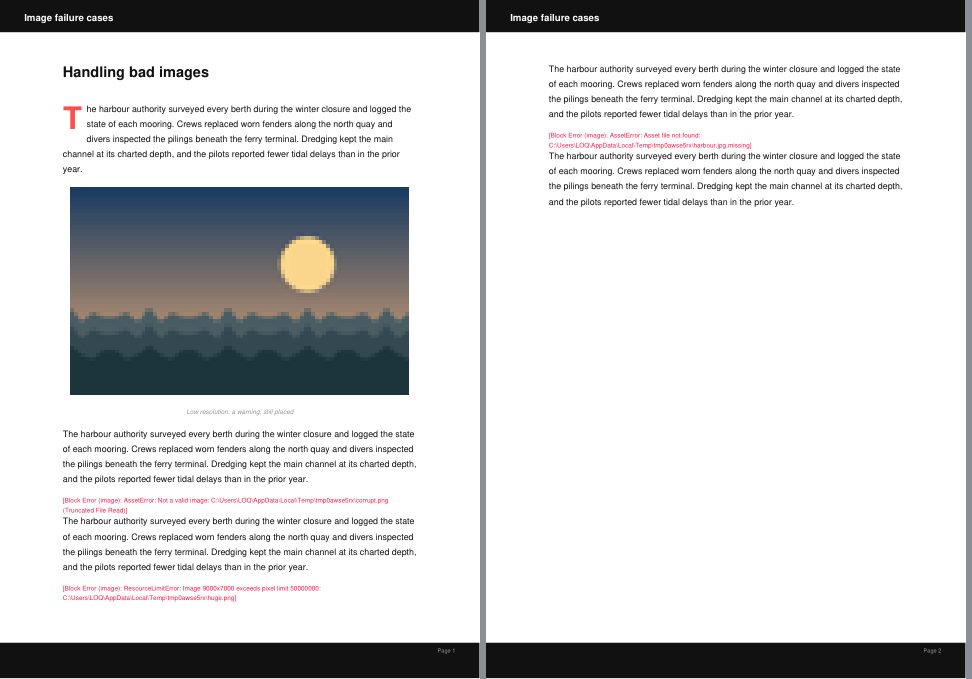 Image failure cases
Handling bad images
The harbour authority surveyed every berth during the winter closure and logged the
state of each mooring. Crews replaced worn fenders along the north quay and
divers inspected the pilings beneath the ferry terminal. Dredging kept the main
channel at its charted depth, and the pilots reported fewer tidal delays than in the prior
year.
Low resolution: a warning, still placed
The harbour authority surveyed every berth during the winter closure and logged the state
of each mooring. Crews replaced worn fenders along the north quay and divers inspected
the pilings beneath the ferry terminal. Dredging kept the main channel at its charted depth,
and the pilots reported fewer tidal delays than in the prior year.
[Block Error (image): AssetError: Not a valid image: C:\Users\LOQ\AppData\Local\Temp\tmp0awse5rx\corrupt.png
(Truncated File Read)]
The harbour authority surveyed every berth during the winter closure and logged the state
of each mooring. Crews replaced worn fenders along the north quay and divers inspected
the pilings beneath the ferry terminal. Dredging kept the main channel at its charted depth,
and the pilots reported fewer tidal delays than in the prior year.
[Block Error (image): ResourceLimitError: Image 9000x7000 exceeds pixel limit 50000000:
C:\Users\LOQ\AppData\Local\Temp\tmp0awse5rx\huge.png]
Page 1
Image failure cases
The harbour authority surveyed every berth during the winter closure and logged the state
of each mooring. Crews replaced worn fenders along the north quay and divers inspected
the pilings beneath the ferry terminal. Dredging kept the main channel at its charted depth,
and the pilots reported fewer tidal delays than in the prior year.
[Block Error (image): AssetError: Asset file not found:
C:\Users\LOQ\AppData\Local\Temp\tmp0awse5rx\harbour.jpg.missing]
The harbour authority surveyed every berth during the winter closure and logged the state
of each mooring. Crews replaced worn fenders along the north quay and divers inspected
the pilings beneath the ferry terminal. Dredging kept the main channel at its charted depth,
and the pilots reported fewer tidal delays than in the prior year.
Page 2